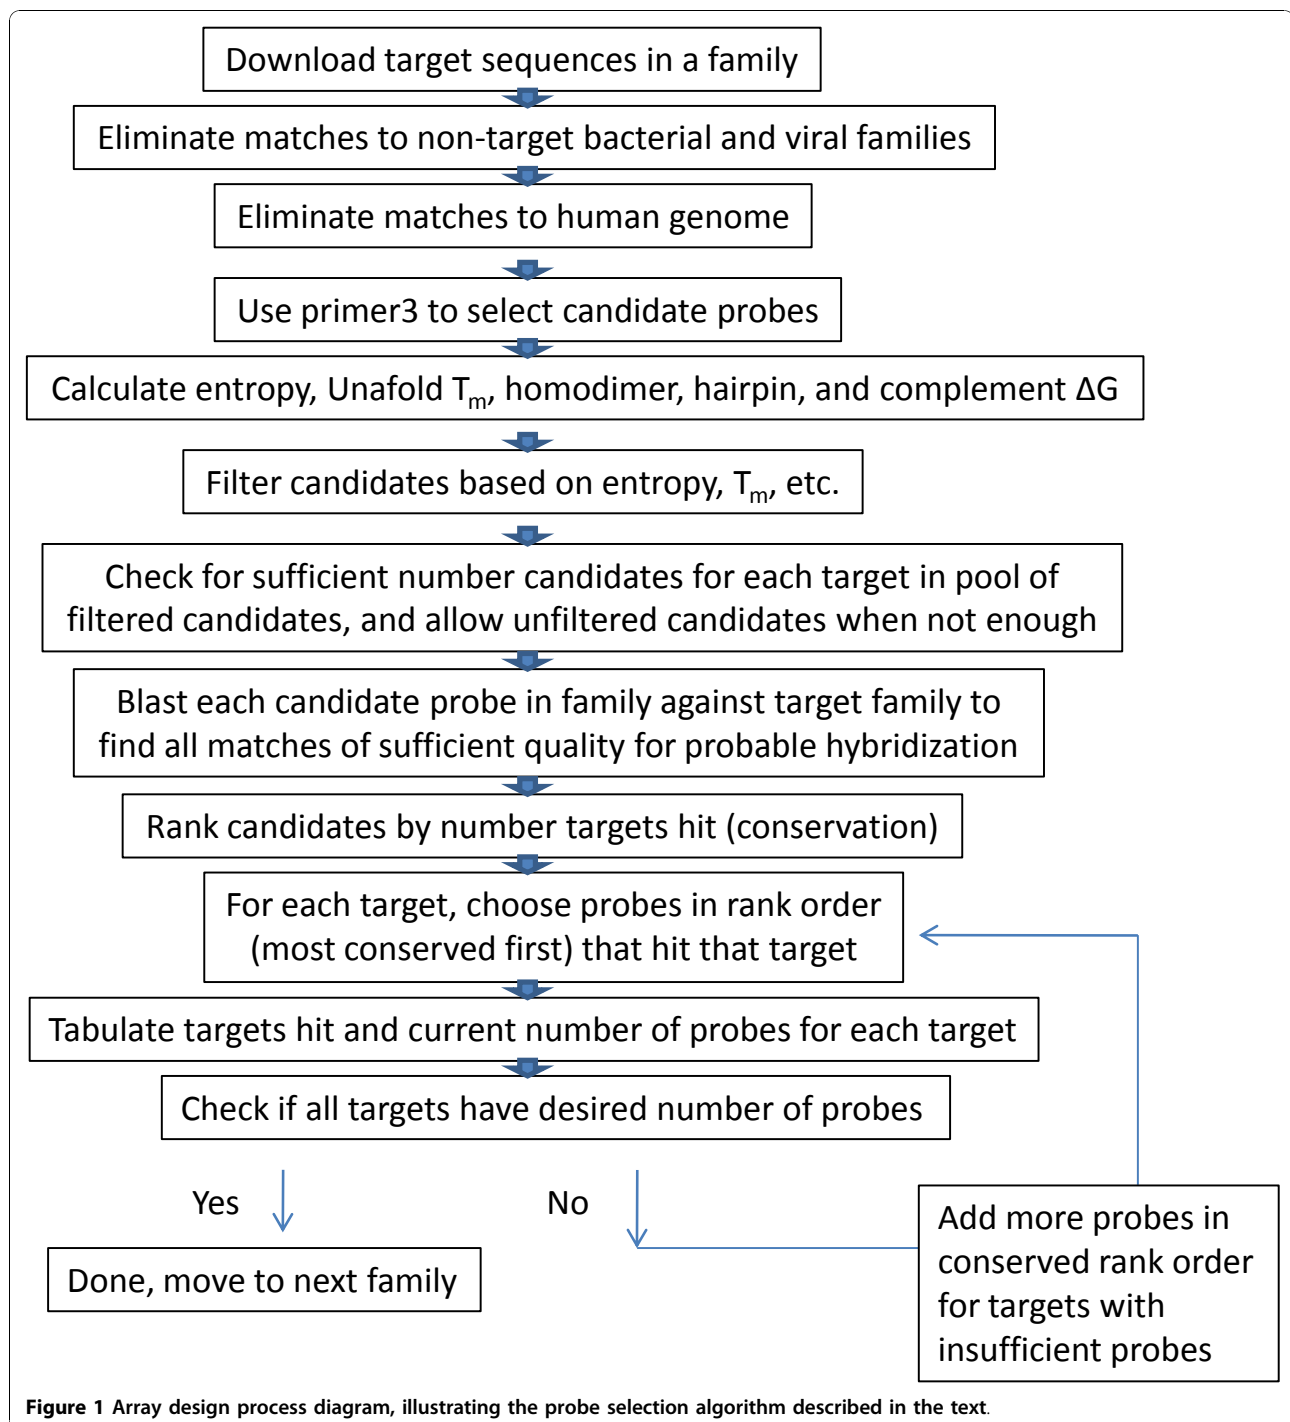 Download target sequences in a family
Eliminate matches to non-target bacterial and viral families
Eliminate matches to human genome
Use primer3 to select candidate probes
Calculate entropy, Unafold Tm, homodimer, hairpin, and complement ΔG
Filter candidates based on entropy, Tm, etc.
Check for sufficient number candidates for each target in pool of
filtered candidates, and allow unfiltered candidates when not enough
Blast each candidate probe in family against target family to
find all matches of sufficient quality for probable hybridization
Rank candidates by number targets hit (conservation)
For each target, choose probes in rank order
(most conserved first) that hit that target
Tabulate targets hit and current number of probes for each target
Check if all targets have desired number of probes
Yes
No
Done, move to next family
Add more probes in
conserved rank order
for targets with
insufficient probes
Figure 1 Array design process diagram, illustrating the probe selection algorithm described in the text.